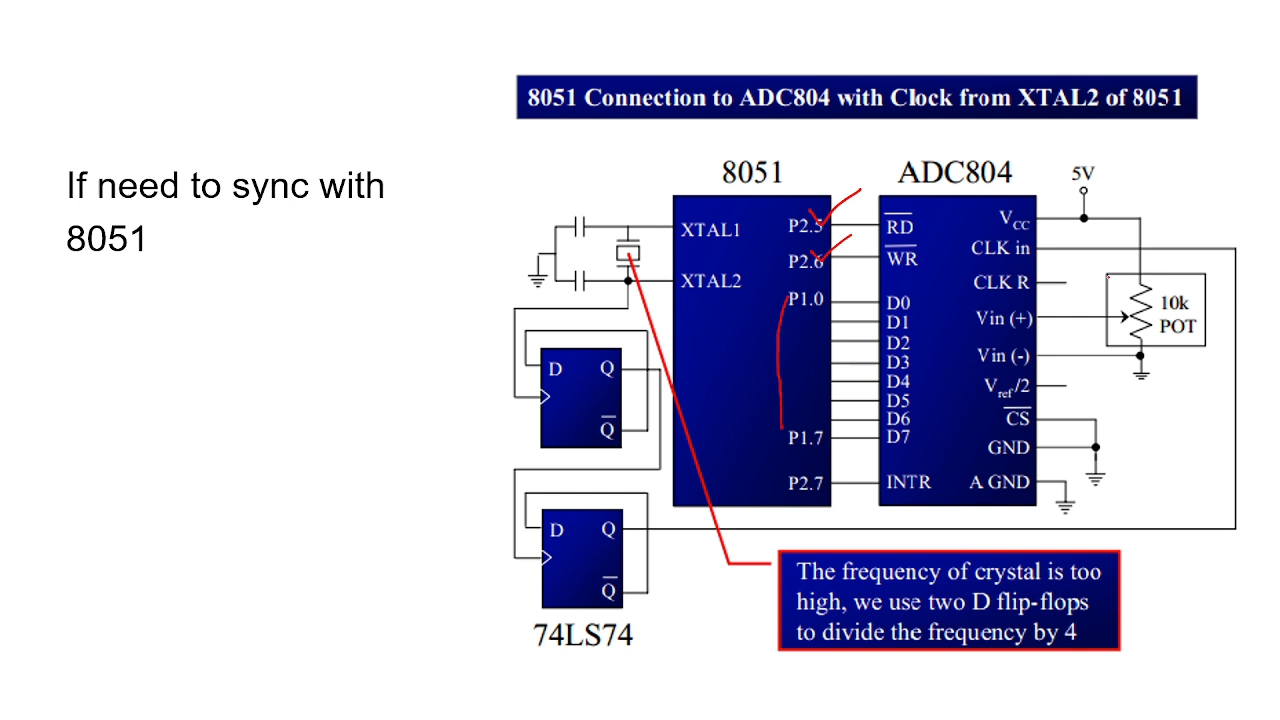 8051 Connection to ADC804 with Clock from XTAL2 of 8051
If need to sync with
8051
8051
ADC804
5V
XTAL1
XTAL2
P2.5
P2.6
P1.0
P1.7
P2.7
RD
WR
D0
D1
D2
D3
D4
D5
D6
D7
INTR
VCC
CLK in
CLK R
Vin (+)
Vin (-)
Vref/2
CS
GND
A GND
10k
POT
D Q
Q
D Q
Q
74LS74
The frequency of crystal is too
high, we use two D flip-flops
to divide the frequency by 4